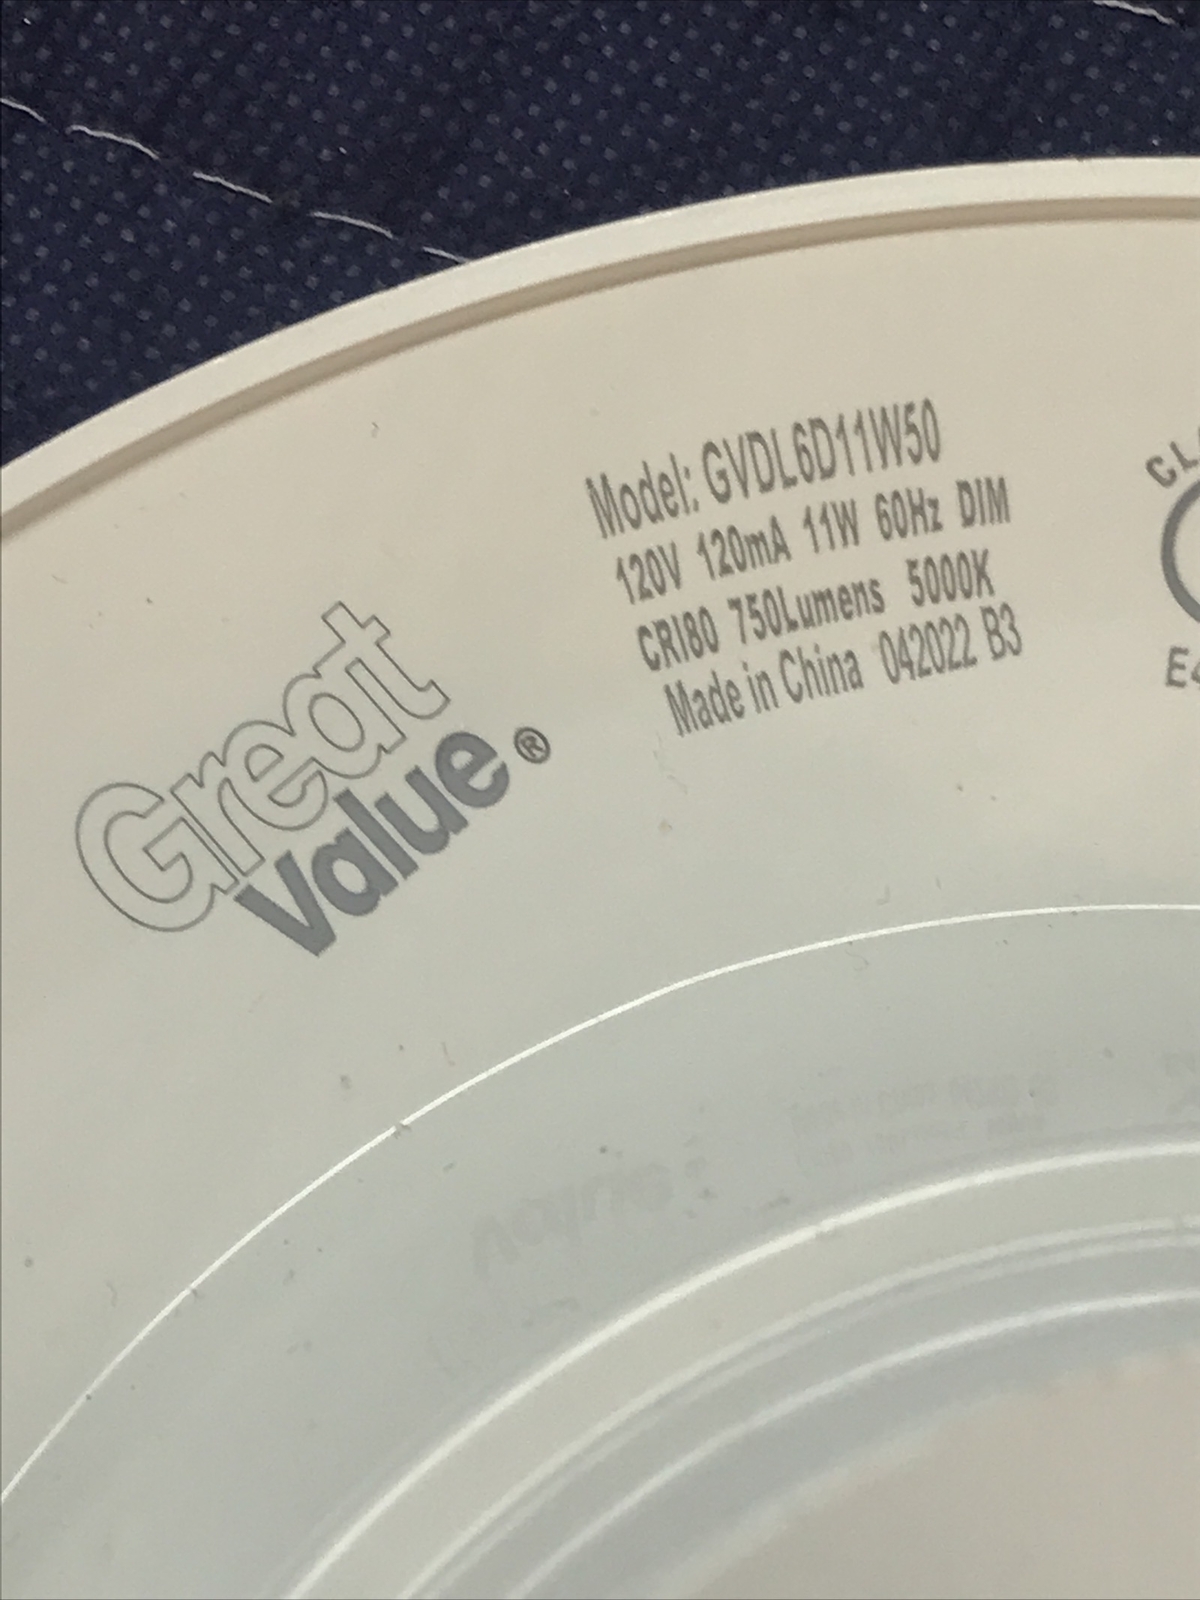 Great
Value®
Model: GVDL6D11W50
120V 120mA 11W 60Hz DIM
CRI80 750Lumens 5000K
Made in China 042022 B3